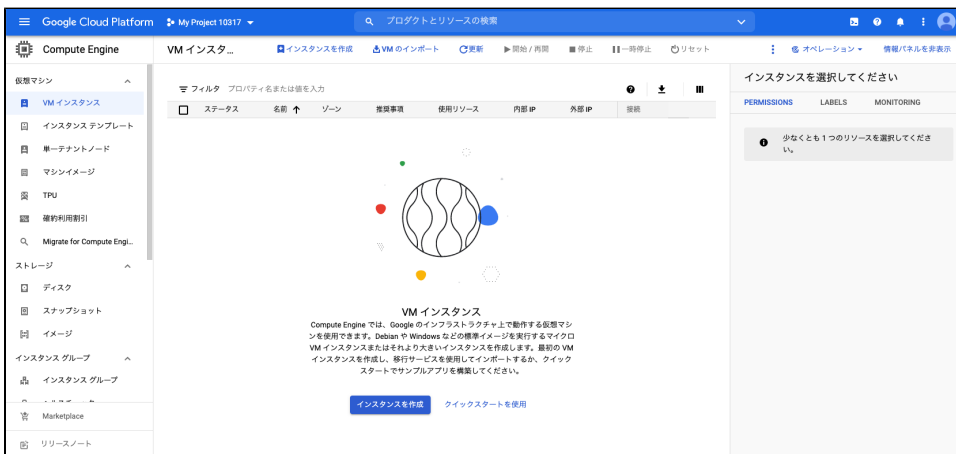 Google Cloud Platform
My Project 10317
プロダクトとリソースの検索
Compute Engine
VM インスタ...
インスタンスを作成
VM のインポート
更新
開始 / 再開
停止
一時停止
リセット
オペレーション
情報パネルを非表示
仮想マシン
VM インスタンス
インスタンス テンプレート
単一テナントノード
マシンイメージ
TPU
確約利用割引
Migrate for Compute Engi...
ストレージ
ディスク
スナップショット
イメージ
インスタンス グループ
インスタンス グループ
Marketplace
リリースノート
フィルタ プロパティ名または値を入力
ステータス 名前 ゾーン 推奨事項 使用リソース 内部 IP 外部 IP 接続
VM インスタンス
Compute Engine では、Google のインフラストラクチャ上で動作する仮想マシ
ンを使用できます。Debian や Windows などの標準イメージを実行するマイクロ
VM インスタンスまたはそれより大きいインスタンスを作成します。最初の VM
インスタンスを作成し、移行サービスを使用してインポートするか、クイック
スタートでサンプルアプリを構築してください。
インスタンスを作成
クイックスタートを使用
インスタンスを選択してください
PERMISSIONS LABELS MONITORING
少なくとも 1 つのリソースを選択してくださ
い。